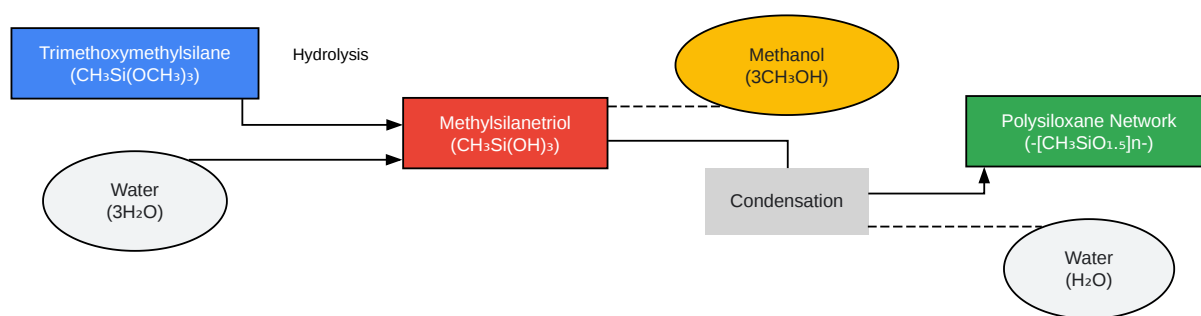 Trimethoxymethylsilane
(CH₃Si(OCH₃)₃)
Hydrolysis
Methanol
(3CH₃OH)
Methylsilanetriol
(CH₃Si(OH)₃)
Polysiloxane Network
(-[CH₃SiO₁.₅]n-)
Water
(3H₂O)
Condensation
Water
(H₂O)